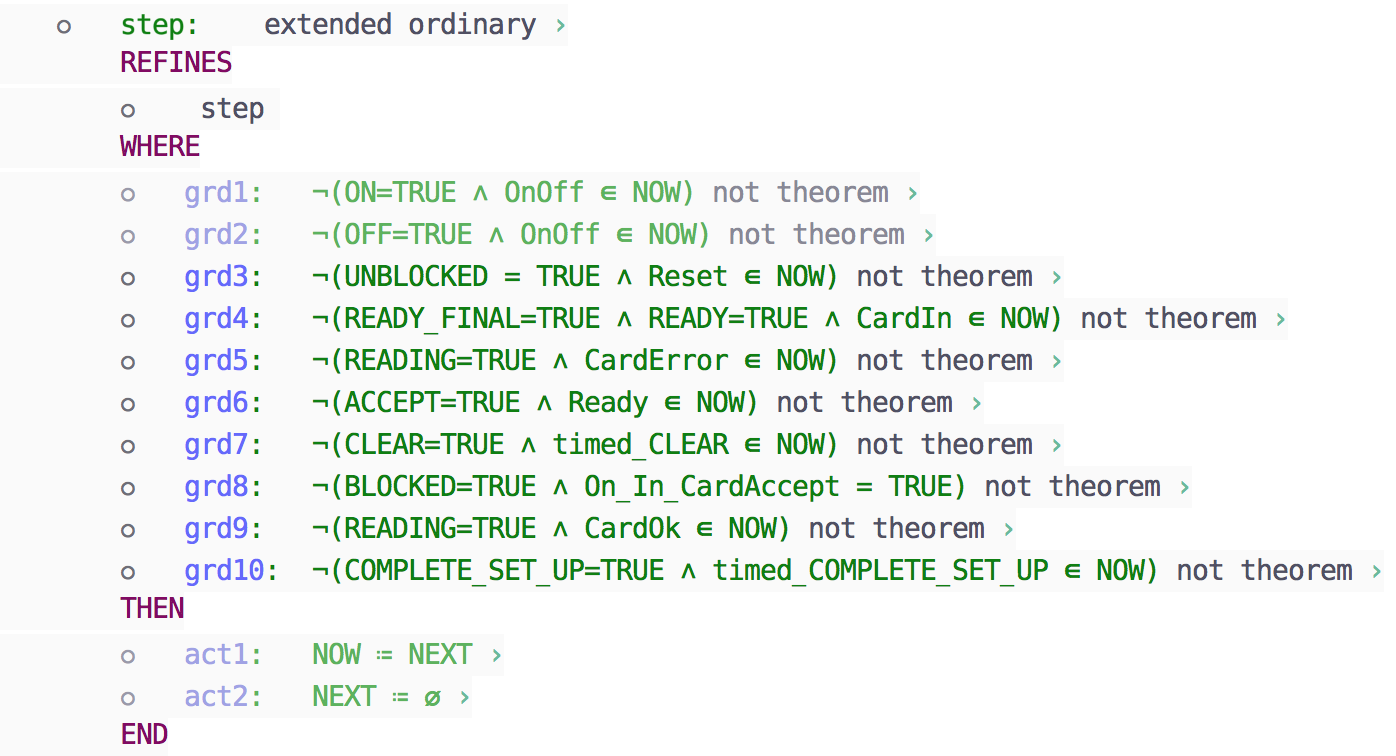 step: extended ordinary ›
REFINES
step
WHERE
grd1: ¬(ON=TRUE ∧ OnOff ∈ NOW) not theorem ›
grd2: ¬(OFF=TRUE ∧ OnOff ∈ NOW) not theorem ›
grd3: ¬(UNBLOCKED = TRUE ∧ Reset ∈ NOW) not theorem ›
grd4: ¬(READY_FINAL=TRUE ∧ READY=TRUE ∧ CardIn ∈ NOW) not theorem ›
grd5: ¬(READING=TRUE ∧ CardError ∈ NOW) not theorem ›
grd6: ¬(ACCEPT=TRUE ∧ Ready ∈ NOW) not theorem ›
grd7: ¬(CLEAR=TRUE ∧ timed_CLEAR ∈ NOW) not theorem ›
grd8: ¬(BLOCKED=TRUE ∧ On_In_CardAccept = TRUE) not theorem ›
grd9: ¬(READING=TRUE ∧ CardOk ∈ NOW) not theorem ›
grd10: ¬(COMPLETE_SET_UP=TRUE ∧ timed_COMPLETE_SET_UP ∈ NOW) not theorem ›
THEN
act1: NOW ≔ NEXT ›
act2: NEXT ≔ ∅ ›
END